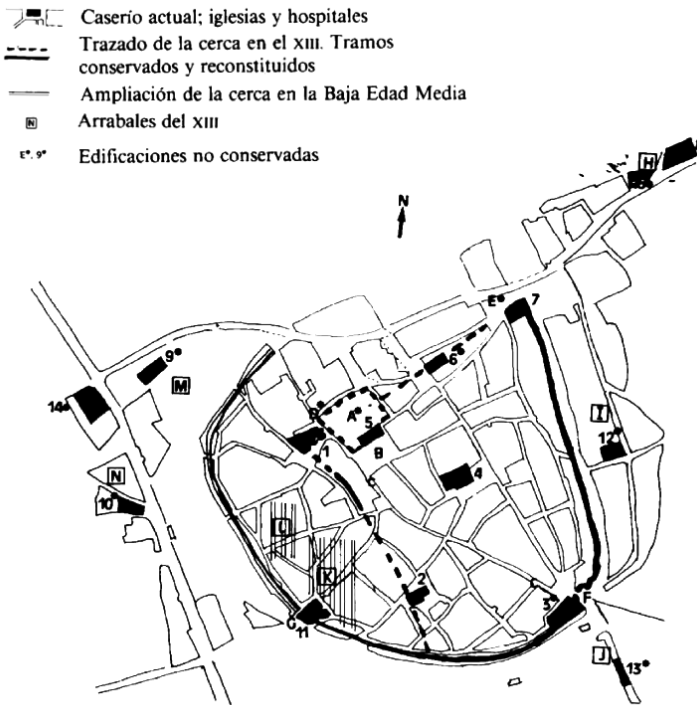 Caserío actual; iglesias y hospitales
Trazado de la cerca en el XIII. Tramos
conservados y reconstituidos
Ampliación de la cerca en la Baja Edad Media
N Arrabales del XIII
E°. 9° Edificaciones no conservadas
H
N
E° 7
9°
6°
M
14
D°
A°
I
5
1
B
12°
N
4
C
10°
L
K
2
3°
F
G
11
J
13°